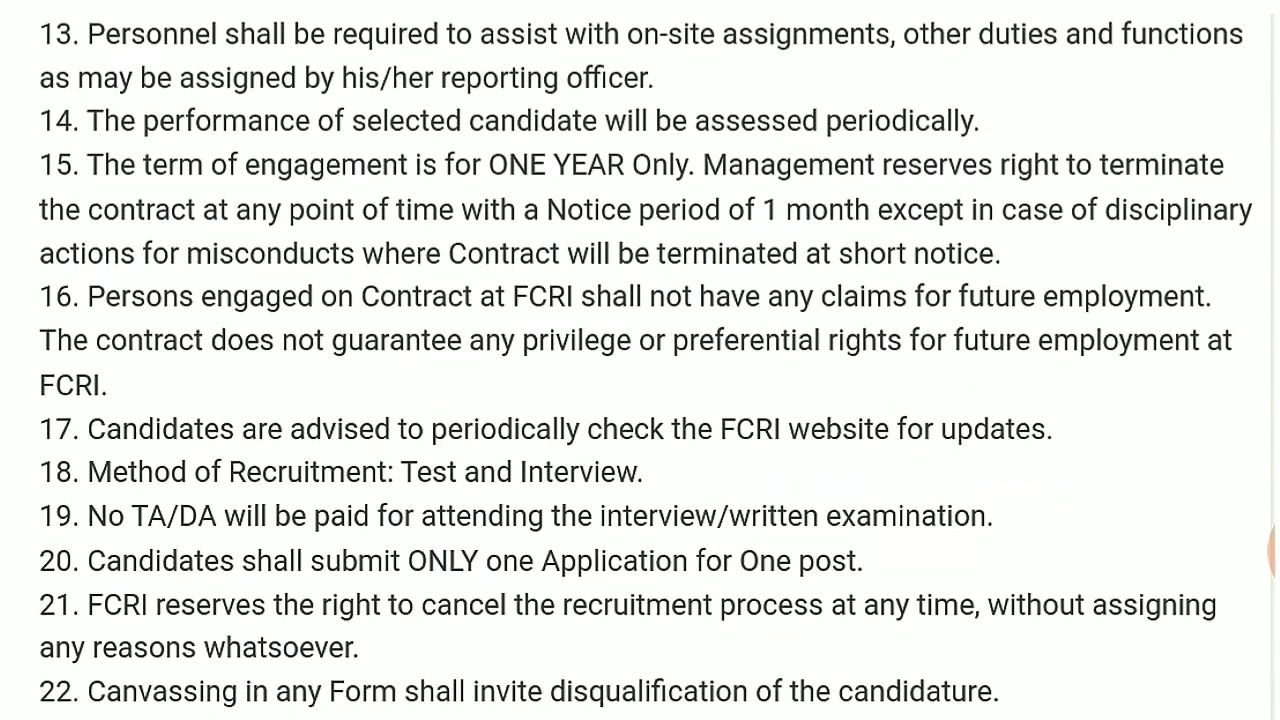 13. Personnel shall be required to assist with on-site assignments, other duties and functions
as may be assigned by his/her reporting officer.
14. The performance of selected candidate will be assessed periodically.
15. The term of engagement is for ONE YEAR Only. Management reserves right to terminate
the contract at any point of time with a Notice period of 1 month except in case of disciplinary
actions for misconducts where Contract will be terminated at short notice.
16. Persons engaged on Contract at FCRI shall not have any claims for future employment.
The contract does not guarantee any privilege or preferential rights for future employment at
FCRI.
17. Candidates are advised to periodically check the FCRI website for updates.
18. Method of Recruitment: Test and Interview.
19. No TA/DA will be paid for attending the interview/written examination.
20. Candidates shall submit ONLY one Application for One post.
21. FCRI reserves the right to cancel the recruitment process at any time, without assigning
any reasons whatsoever.
22. Canvassing in any Form shall invite disqualification of the candidature.